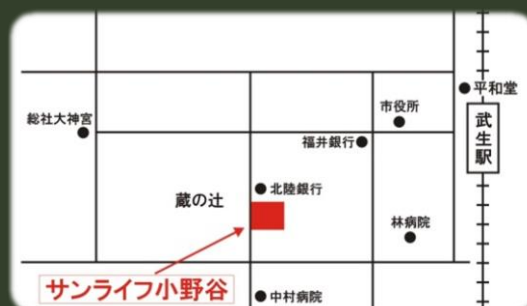 平和堂
市役所
総社大神宮
武生駅
福井銀行
北陸銀行
蔵の辻
林病院
サンライフ小野谷
中村病院